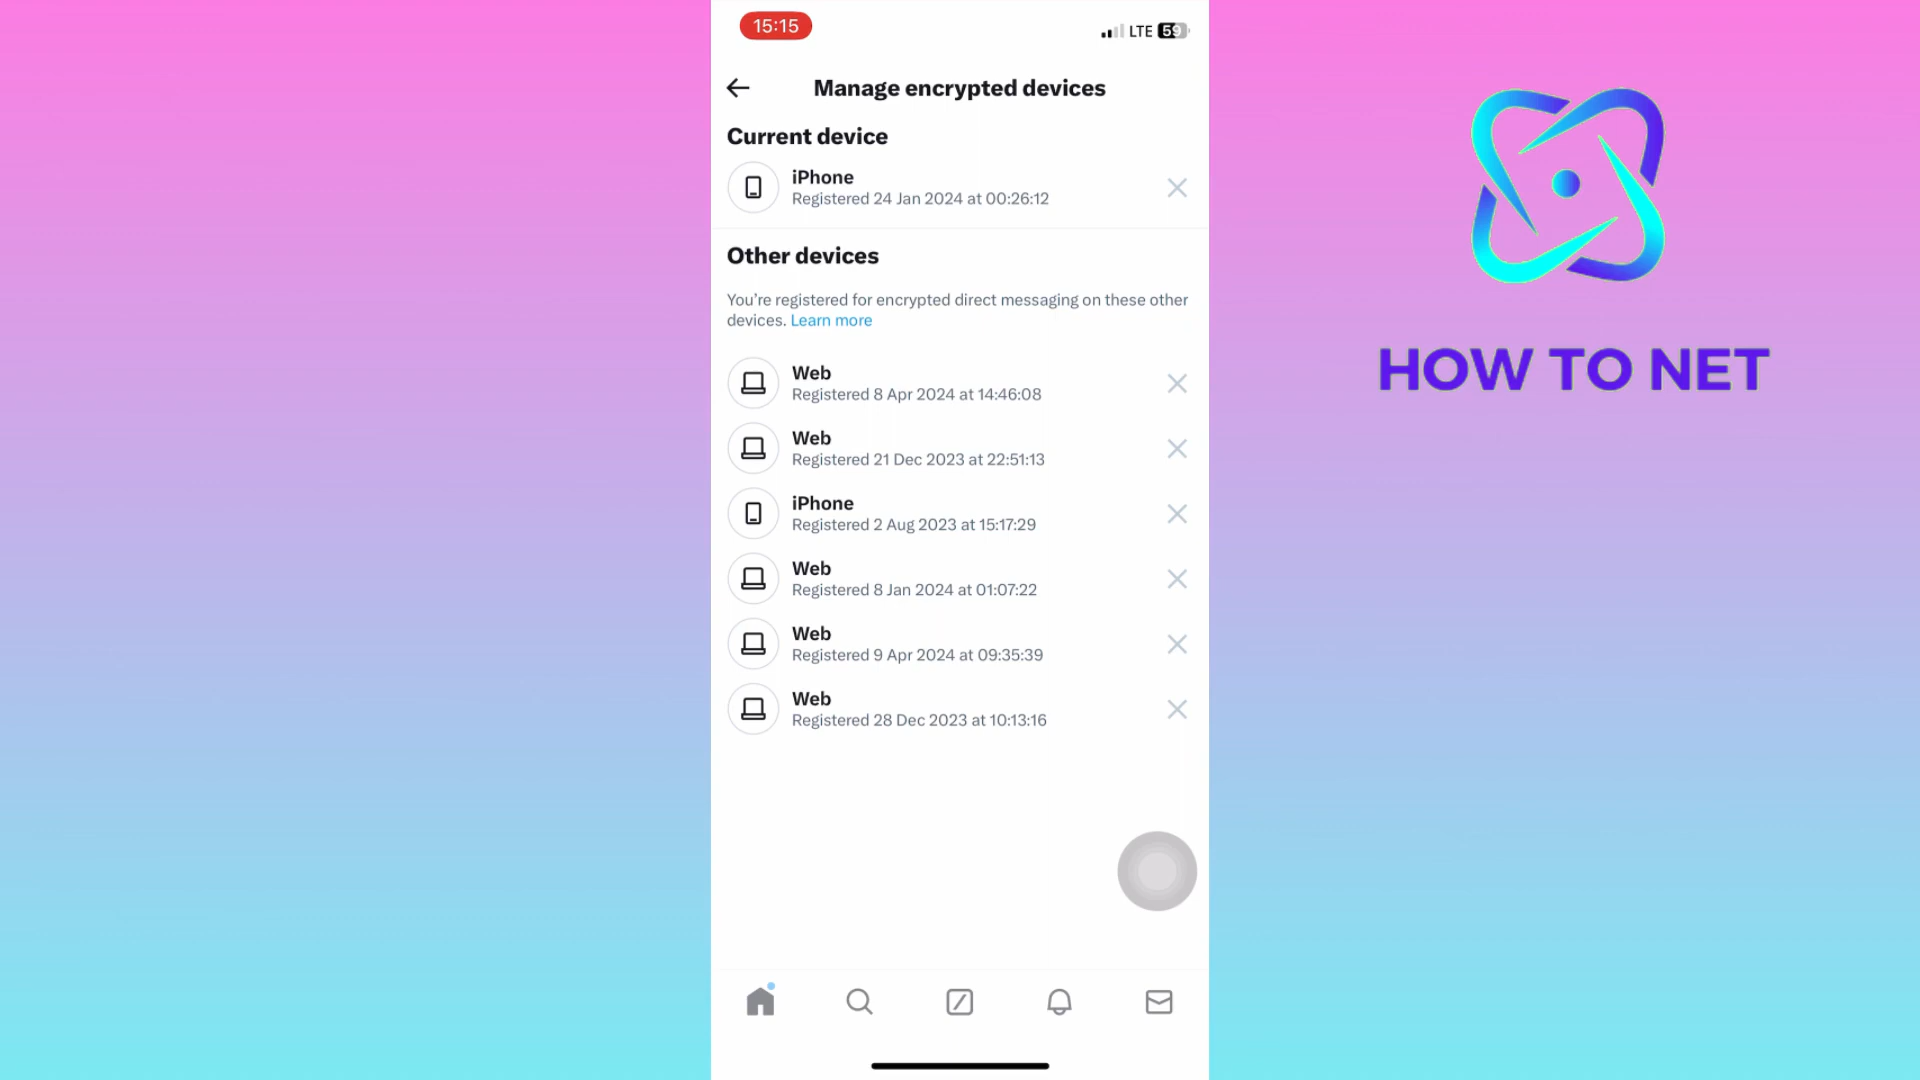 15:15
LTE 59
Manage encrypted devices
Current device
iPhone
Registered 24 Jan 2024 at 00:26:12
Other devices
You're registered for encrypted direct messaging on these other
devices. Learn more
Web
Registered 8 Apr 2024 at 14:46:08
Web
Registered 21 Dec 2023 at 22:51:13
iPhone
Registered 2 Aug 2023 at 15:17:29
Web
Registered 8 Jan 2024 at 01:07:22
Web
Registered 9 Apr 2024 at 09:35:39
Web
Registered 28 Dec 2023 at 10:13:16
HOW TO NET